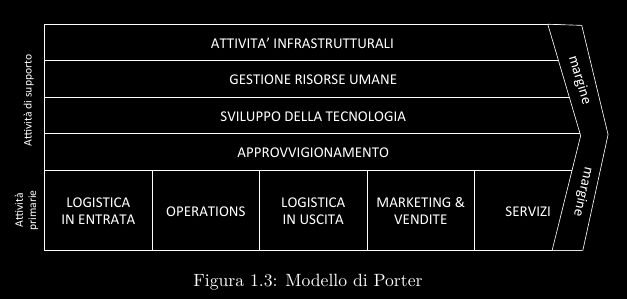 Attività di supporto
ATTIVITA’ INFRASTRUTTURALI
GESTIONE RISORSE UMANE
SVILUPPO DELLA TECNOLOGIA
APPROVVIGIONAMENTO
margine
Attività
primarie
LOGISTICA
IN ENTRATA
OPERATIONS
LOGISTICA
IN USCITA
MARKETING &
VENDITE
SERVIZI
margine
Figura 1.3: Modello di Porter